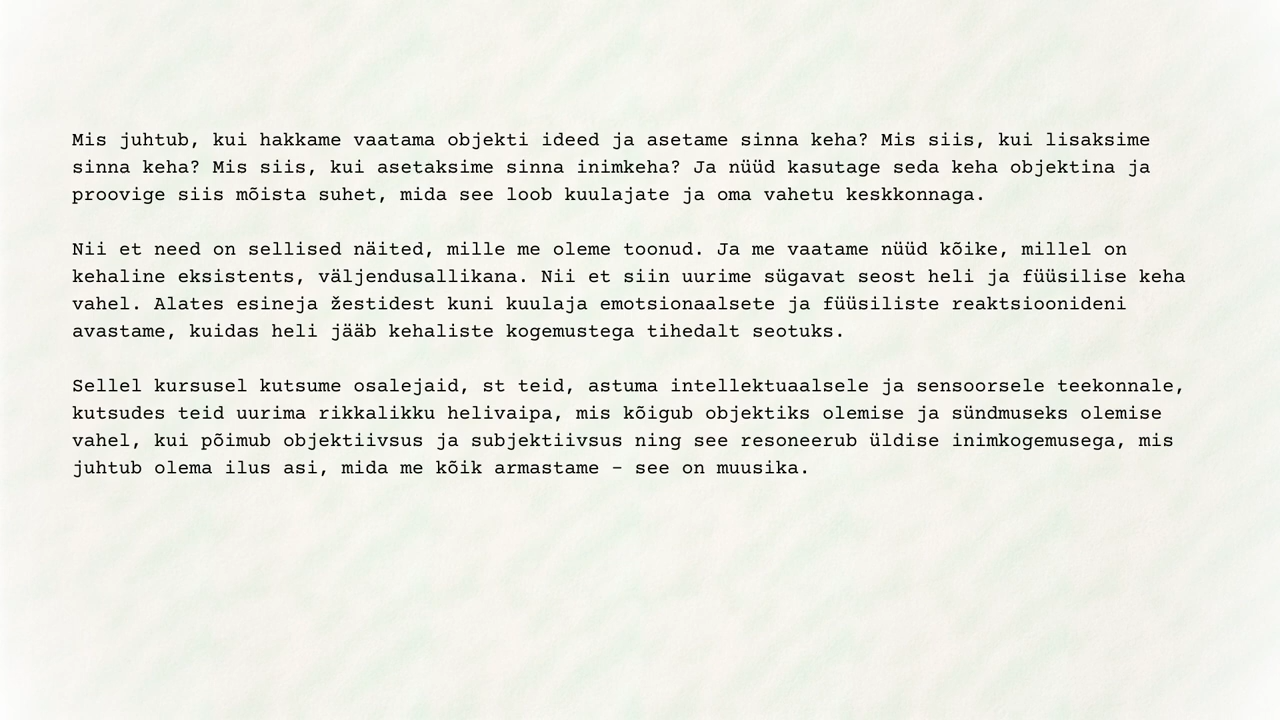 Mis juhtub, kui hakkame vaatama objekti ideed ja asetame sinna keha? Mis siis, kui lisaksime
sinna keha? Mis siis, kui asetaksime sinna inimkeha? Ja nüüd kasutage seda keha objektina ja
proovige siis mõista suhet, mida see loob kuulajate ja oma vahetu keskkonnaga.
Nii et need on sellised näited, mille me oleme toonud. Ja me vaatame nüüd kõike, millel on
kehaline eksistents, väljendusallikana. Nii et siin uurime sügavat seost heli ja füüsilise keha
vahel. Alates esineja žestidest kuni kuulaja emotsionaalsete ja füüsiliste reaktsioonideni
avastame, kuidas heli jääb kehaliste kogemustega tihedalt seotuks.
Sellel kursusel kutsume osalejaid, st teid, astuma intellektuaalsele ja sensoorsele teekonnale,
kutsudes teid uurima rikkalikku helivaipa, mis kõigub objektiks olemise ja sündmuseks olemise
vahel, kui põimub objektiivsus ja subjektiivsus ning see resoneerub üldise inimkogemusega, mis
juhtub olema ilus asi, mida me kõik armastame – see on muusika.